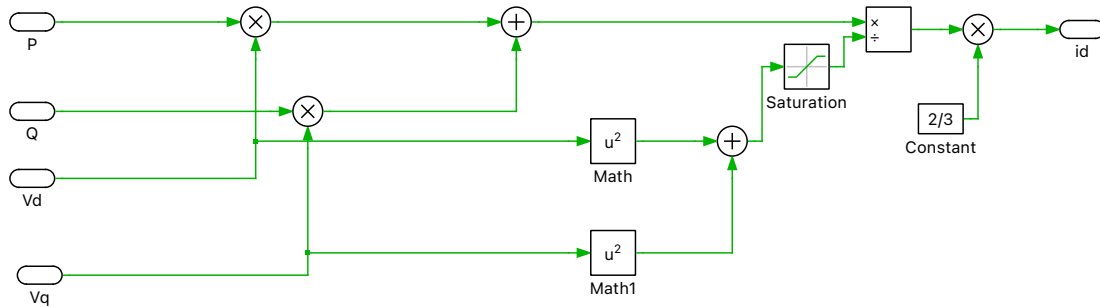 P
Q
Vd
Vq
u²
Math
u²
Math1
Saturation
×
÷
2/3
Constant
id